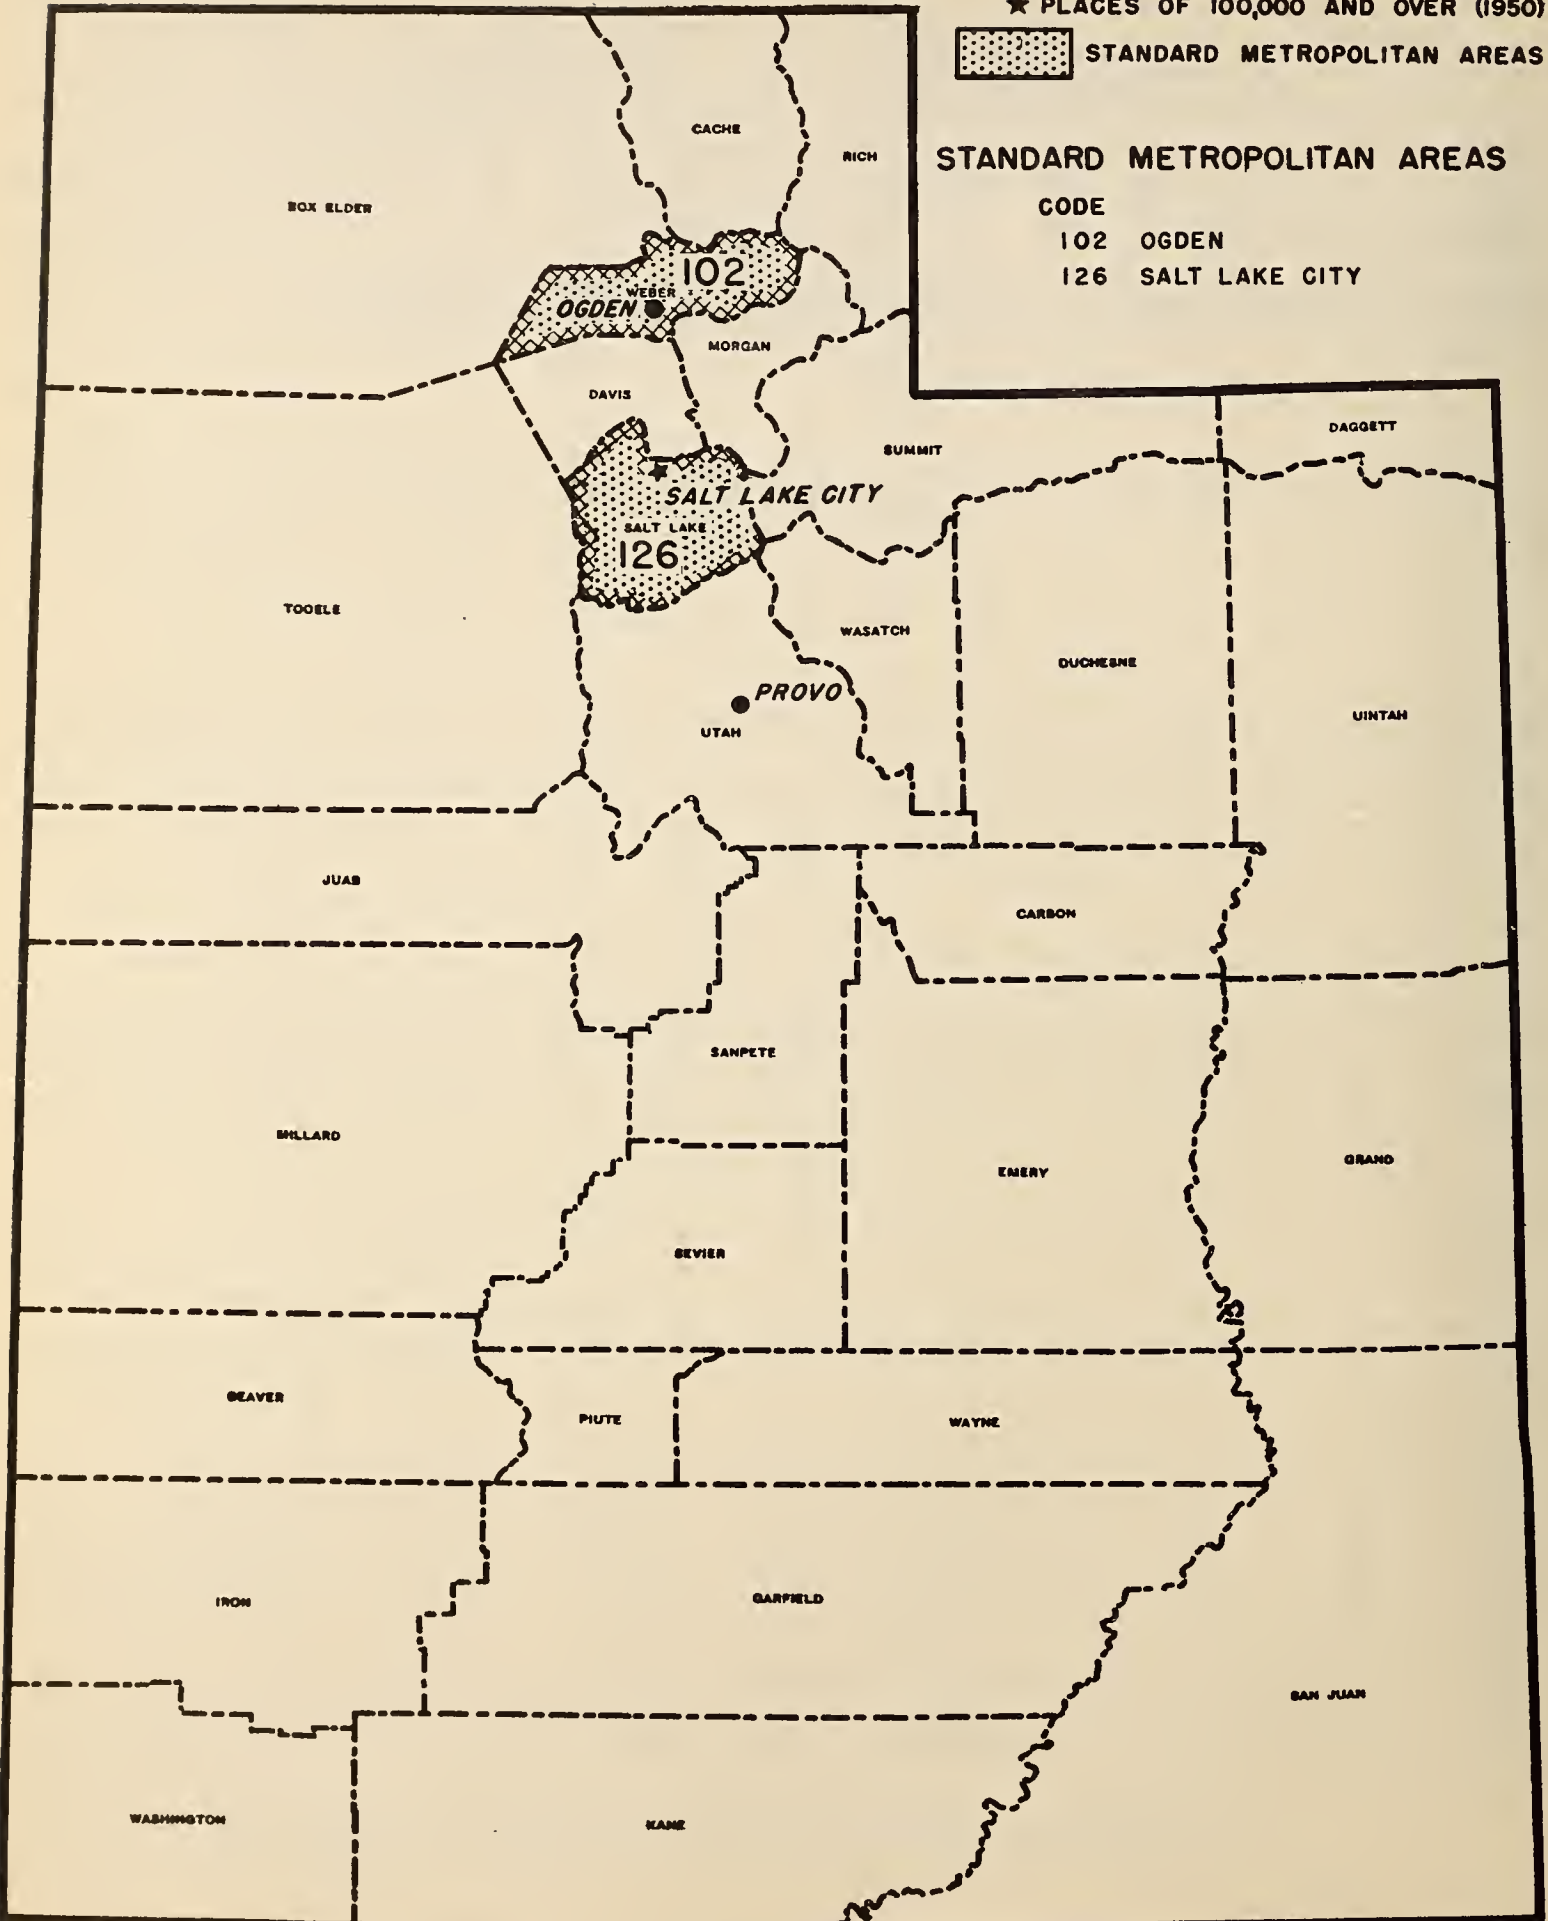 ★ PLACES OF 100,000 AND OVER (1950)
STANDARD METROPOLITAN AREAS
STANDARD METROPOLITAN AREAS
CODE
102 OGDEN
126 SALT LAKE CITY
CACHE
RICH
BOX ELDER
102
WEBER
OGDEN
MORGAN
DAVIS
DAGGETT
SUMMIT
SALT LAKE CITY
SALT LAKE
126
TOOELE
WASATCH
DUCHESNE
PROVO
UINTAH
UTAH
JUAB
CARBON
SANPETE
MILLARD
GRAND
EMERY
SEVIER
BEAVER
PIUTE
WAYNE
IRON
GARFIELD
SAN JUAN
WASHINGTON
KANE